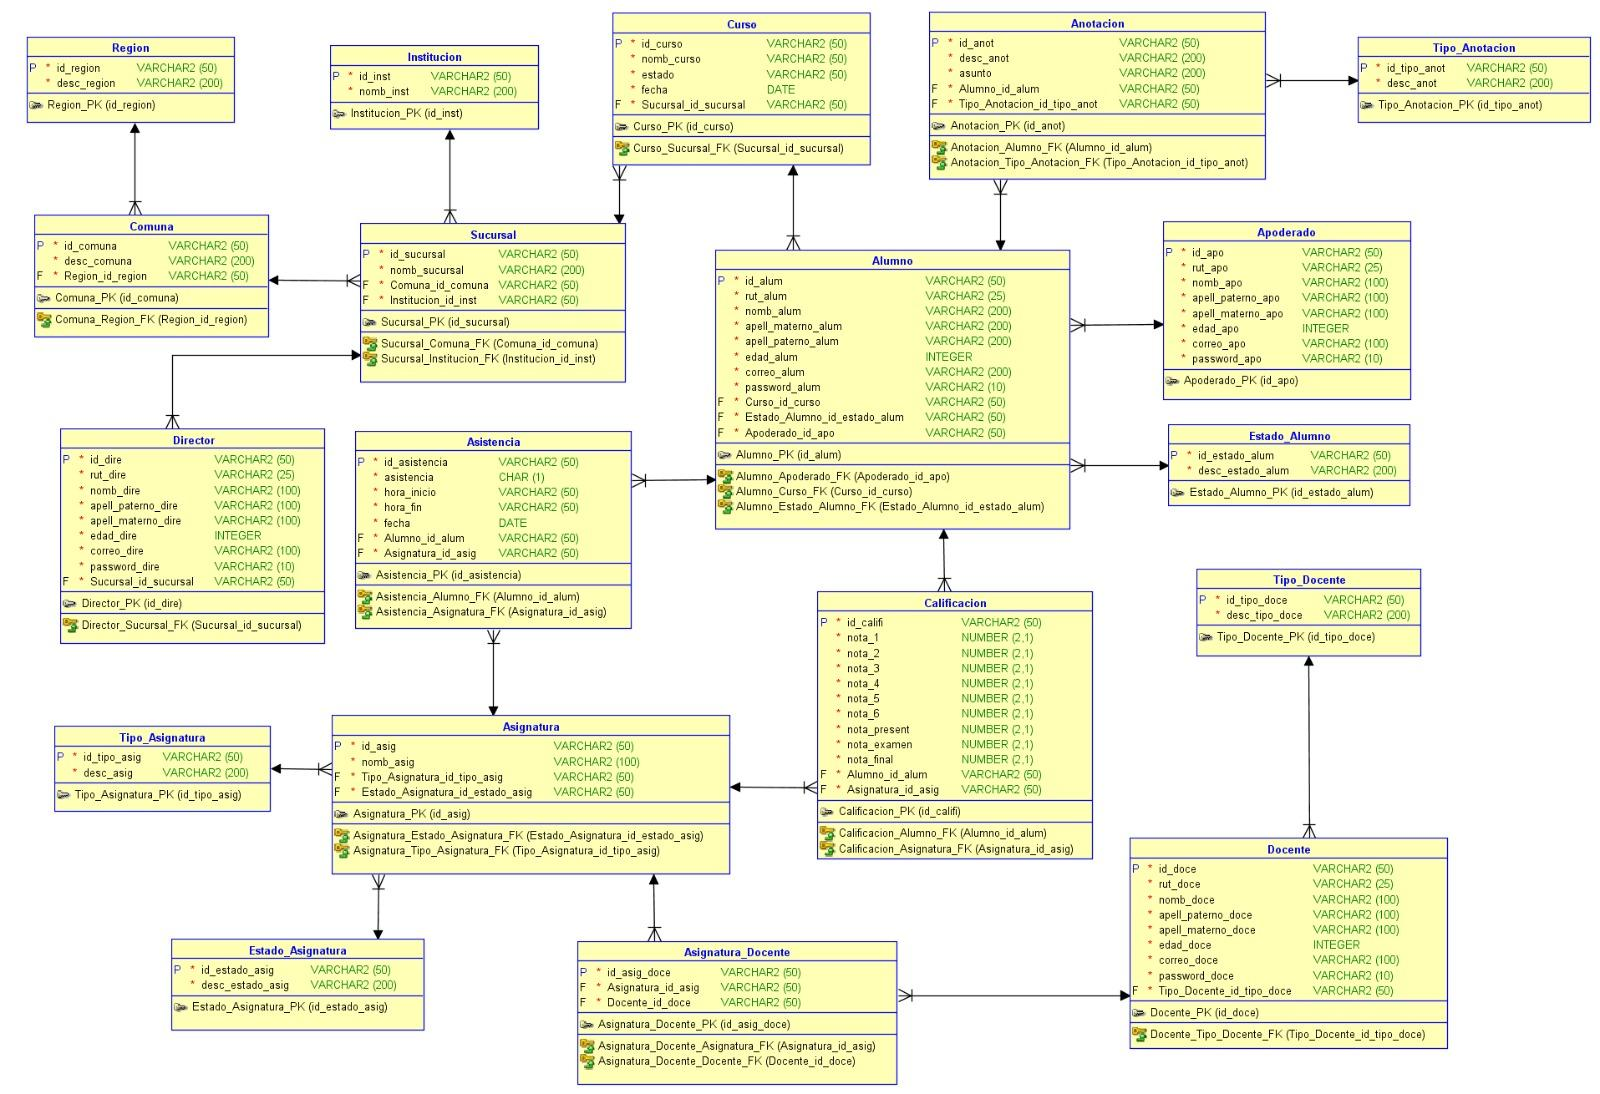 Region
P * id_region VARCHAR2 (50)
* desc_region VARCHAR2 (200)
Region_PK (id_region)
Institucion
P * id_inst VARCHAR2 (50)
* nomb_inst VARCHAR2 (200)
Institucion_PK (id_inst)
Curso
P * id_curso VARCHAR2 (50)
* nomb_curso VARCHAR2 (50)
* estado VARCHAR2 (50)
* fecha DATE
F * Sucursal_id_sucursal VARCHAR2 (50)
Curso_PK (id_curso)
Curso_Sucursal_FK (Sucursal_id_sucursal)
Anotacion
P * id_anot VARCHAR2 (50)
* desc_anot VARCHAR2 (200)
* asunto VARCHAR2 (50)
F * Alumno_id_alum VARCHAR2 (50)
F * Tipo_Anotacion_id_tipo_anot VARCHAR2 (50)
Anotacion_PK (id_anot)
Anotacion_Alumno_FK (Alumno_id_alum)
Anotacion_Tipo_Anotacion_FK (Tipo_Anotacion_id_tipo_anot)
Tipo_Anotacion
P * id_tipo_anot VARCHAR2 (50)
* desc_anot VARCHAR2 (200)
Tipo_Anotacion_PK (id_tipo_anot)
Comuna
P * id_comuna VARCHAR2 (50)
* desc_comuna VARCHAR2 (200)
F * Region_id_region VARCHAR2 (50)
Comuna_PK (id_comuna)
Comuna_Region_FK (Region_id_region)
Sucursal
P * id_sucursal VARCHAR2 (50)
* nomb_sucursal VARCHAR2 (200)
F * Comuna_id_comuna VARCHAR2 (50)
F * Institucion_id_inst VARCHAR2 (50)
Sucursal_PK (id_sucursal)
Sucursal_Comuna_FK (Comuna_id_comuna)
Sucursal_Institucion_FK (Institucion_id_inst)
Alumno
P * id_alum VARCHAR2 (50)
* rut_alum VARCHAR2 (25)
* nomb_alum VARCHAR2 (200)
* apell_materno_alum VARCHAR2 (200)
* apell_paterno_alum VARCHAR2 (200)
* edad_alum INTEGER
* correo_alum VARCHAR2 (200)
* password_alum VARCHAR2 (10)
F * Curso_id_curso VARCHAR2 (50)
F * Estado_Alumno_id_estado_alum VARCHAR2 (50)
F * Apoderado_id_apo VARCHAR2 (50)
Alumno_PK (id_alum)
Alumno_Apoderado_FK (Apoderado_id_apo)
Alumno_Curso_FK (Curso_id_curso)
Alumno_Estado_Alumno_FK (Estado_Alumno_id_estado_alum)
Apoderado
P * id_apo VARCHAR2 (50)
* rut_apo VARCHAR2 (25)
* nomb_apo VARCHAR2 (100)
* apell_paterno_apo VARCHAR2 (100)
* apell_materno_apo VARCHAR2 (100)
* edad_apo INTEGER
* correo_apo VARCHAR2 (100)
* password_apo VARCHAR2 (10)
Apoderado_PK (id_apo)
Director
P * id_dire VARCHAR2 (50)
* rut_dire VARCHAR2 (25)
* nomb_dire VARCHAR2 (100)
* apell_paterno_dire VARCHAR2 (100)
* apell_materno_dire VARCHAR2 (100)
* edad_dire INTEGER
* correo_dire VARCHAR2 (100)
* password_dire VARCHAR2 (10)
F * Sucursal_id_sucursal VARCHAR2 (50)
Director_PK (id_dire)
Director_Sucursal_FK (Sucursal_id_sucursal)
Asistencia
P * id_asistencia VARCHAR2 (50)
* asistencia CHAR (1)
* hora_inicio VARCHAR2 (50)
* hora_fin VARCHAR2 (50)
* fecha DATE
F * Alumno_id_alum VARCHAR2 (50)
F * Asignatura_id_asig VARCHAR2 (50)
Asistencia_PK (id_asistencia)
Asistencia_Alumno_FK (Alumno_id_alum)
Asistencia_Asignatura_FK (Asignatura_id_asig)
Estado_Alumno
P * id_estado_alum VARCHAR2 (50)
* desc_estado_alum VARCHAR2 (200)
Estado_Alumno_PK (id_estado_alum)
Calificacion
P * id_califi VARCHAR2 (50)
* nota_1 NUMBER (2,1)
* nota_2 NUMBER (2,1)
* nota_3 NUMBER (2,1)
* nota_4 NUMBER (2,1)
* nota_5 NUMBER (2,1)
* nota_6 NUMBER (2,1)
* nota_present NUMBER (2,1)
* nota_examen NUMBER (2,1)
* nota_final NUMBER (2,1)
F * Alumno_id_alum VARCHAR2 (50)
F * Asignatura_id_asig VARCHAR2 (50)
Calificacion_PK (id_califi)
Calificacion_Alumno_FK (Alumno_id_alum)
Calificacion_Asignatura_FK (Asignatura_id_asig)
Tipo_Docente
P * id_tipo_doce VARCHAR2 (50)
* desc_tipo_doce VARCHAR2 (200)
Tipo_Docente_PK (id_tipo_doce)
Tipo_Asignatura
P * id_tipo_asig VARCHAR2 (50)
* desc_asig VARCHAR2 (200)
Tipo_Asignatura_PK (id_tipo_asig)
Asignatura
P * id_asig VARCHAR2 (50)
* nomb_asig VARCHAR2 (100)
F * Tipo_Asignatura_id_tipo_asig VARCHAR2 (50)
F * Estado_Asignatura_id_estado_asig VARCHAR2 (50)
Asignatura_PK (id_asig)
Asignatura_Estado_Asignatura_FK (Estado_Asignatura_id_estado_asig)
Asignatura_Tipo_Asignatura_FK (Tipo_Asignatura_id_tipo_asig)
Docente
P * id_doce VARCHAR2 (50)
* rut_doce VARCHAR2 (25)
* nomb_doce VARCHAR2 (100)
* apell_paterno_doce VARCHAR2 (100)
* apell_materno_doce VARCHAR2 (100)
* edad_doce INTEGER
* correo_doce VARCHAR2 (100)
* password_doce VARCHAR2 (10)
F * Tipo_Docente_id_tipo_doce VARCHAR2 (50)
Docente_PK (id_doce)
Docente_Tipo_Docente_FK (Tipo_Docente_id_tipo_doce)
Estado_Asignatura
P * id_estado_asig VARCHAR2 (50)
* desc_estado_asig VARCHAR2 (200)
Estado_Asignatura_PK (id_estado_asig)
Asignatura_Docente
P * id_asig_doce VARCHAR2 (50)
F * Asignatura_id_asig VARCHAR2 (50)
F * Docente_id_doce VARCHAR2 (50)
Asignatura_Docente_PK (id_asig_doce)
Asignatura_Docente_Asignatura_FK (Asignatura_id_asig)
Asignatura_Docente_Docente_FK (Docente_id_doce)